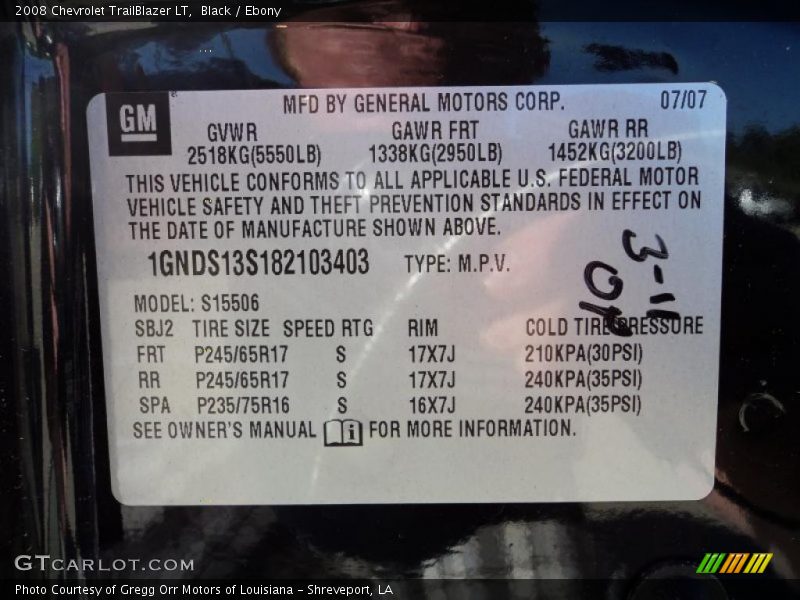 2008 Chevrolet TrailBlazer LT, Black / Ebony
GM ®
MFD BY GENERAL MOTORS CORP. 07/07
GVWR GAWR FRT GAWR RR
2518KG(5550LB) 1338KG(2950LB) 1452KG(3200LB)
THIS VEHICLE CONFORMS TO ALL APPLICABLE U.S. FEDERAL MOTOR
VEHICLE SAFETY AND THEFT PREVENTION STANDARDS IN EFFECT ON
THE DATE OF MANUFACTURE SHOWN ABOVE.
1GNDS13S182103403 TYPE: M.P.V.
3-11
MODEL: S15506
SBJ2 TIRE SIZE SPEED RTG RIM COLD TIRE PRESSURE
FRT P245/65R17 S 17X7J 210KPA(30PSI)
RR P245/65R17 S 17X7J 240KPA(35PSI)
SPA P235/75R16 S 16X7J 240KPA(35PSI)
SEE OWNER'S MANUAL i FOR MORE INFORMATION.
GTCARLOT.COM
Photo Courtesy of Gregg Orr Motors of Louisiana - Shreveport, LA